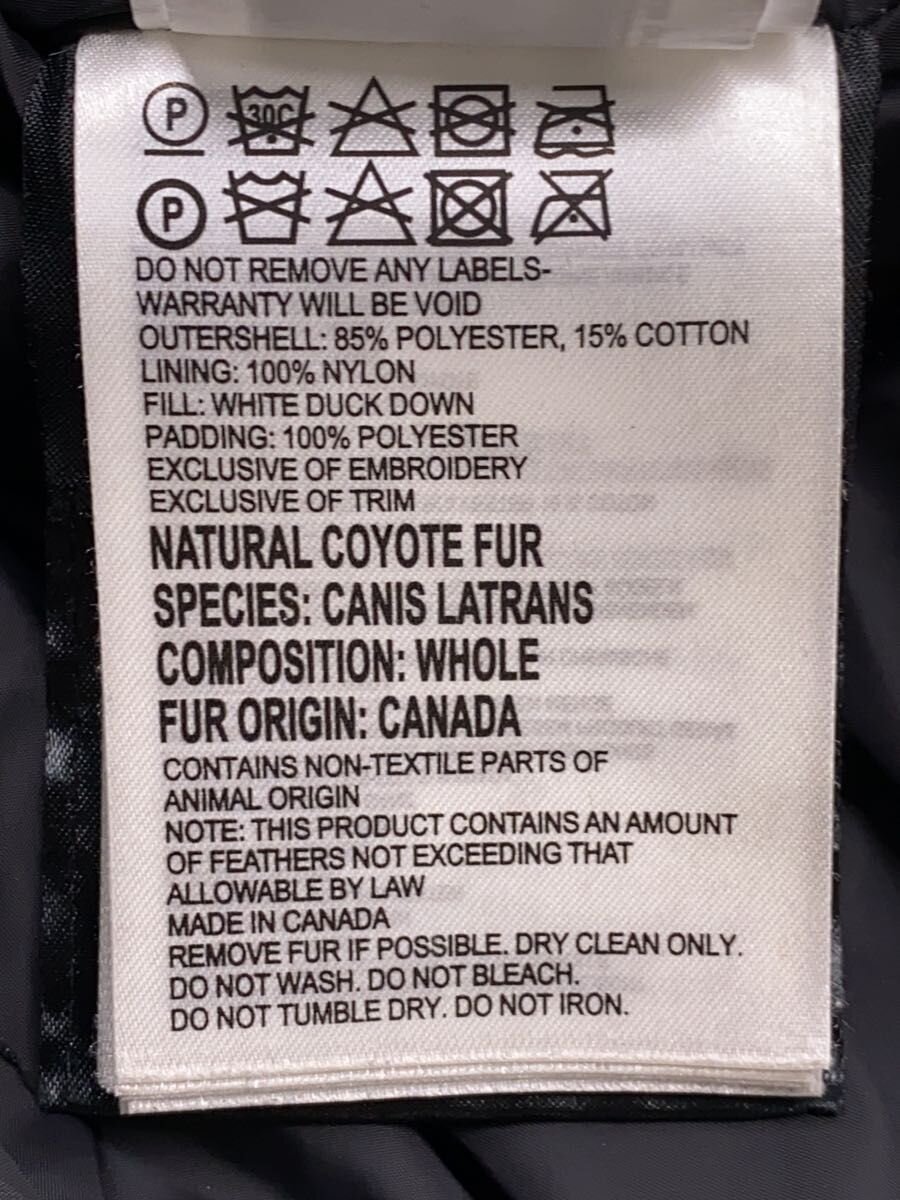 P 30C
P
DO NOT REMOVE ANY LABELS-
WARRANTY WILL BE VOID
OUTERSHELL: 85% POLYESTER, 15% COTTON
LINING: 100% NYLON
FILL: WHITE DUCK DOWN
PADDING: 100% POLYESTER
EXCLUSIVE OF EMBROIDERY
EXCLUSIVE OF TRIM
NATURAL COYOTE FUR
SPECIES: CANIS LATRANS
COMPOSITION: WHOLE
FUR ORIGIN: CANADA
CONTAINS NON-TEXTILE PARTS OF
ANIMAL ORIGIN
NOTE: THIS PRODUCT CONTAINS AN AMOUNT
OF FEATHERS NOT EXCEEDING THAT
ALLOWABLE BY LAW
MADE IN CANADA
REMOVE FUR IF POSSIBLE. DRY CLEAN ONLY.
DO NOT WASH. DO NOT BLEACH.
DO NOT TUMBLE DRY. DO NOT IRON.